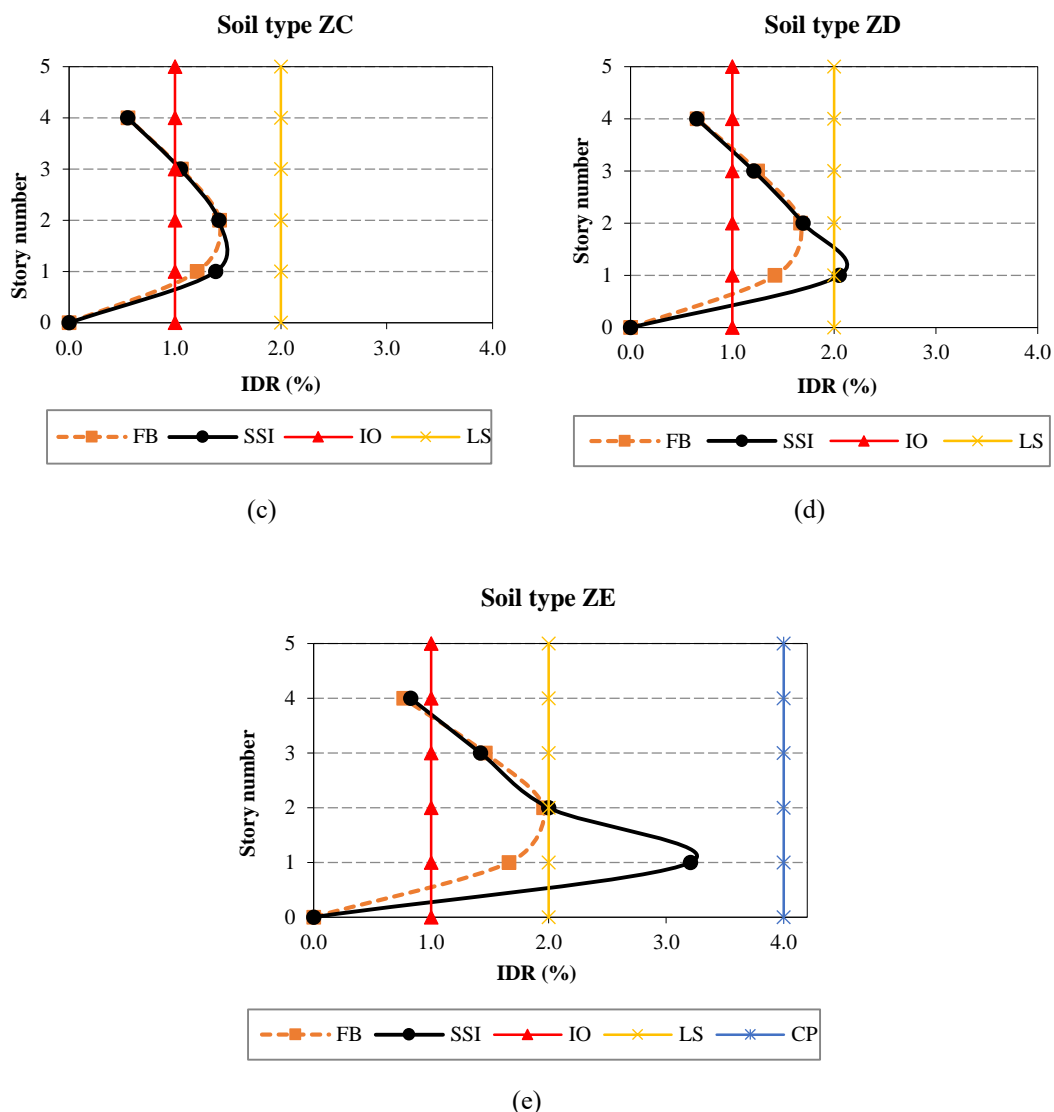 Soil type ZC
5
4
3
2
1
0
Story number
0.0 1.0 2.0 3.0 4.0
IDR (%)
FB SSI IO LS
(c)
Soil type ZD
5
4
3
2
1
0
Story number
0.0 1.0 2.0 3.0 4.0
IDR (%)
FB SSI IO LS
(d)
Soil type ZE
5
4
3
2
1
0
Story number
0.0 1.0 2.0 3.0 4.0
IDR (%)
FB SSI IO LS CP
(e)